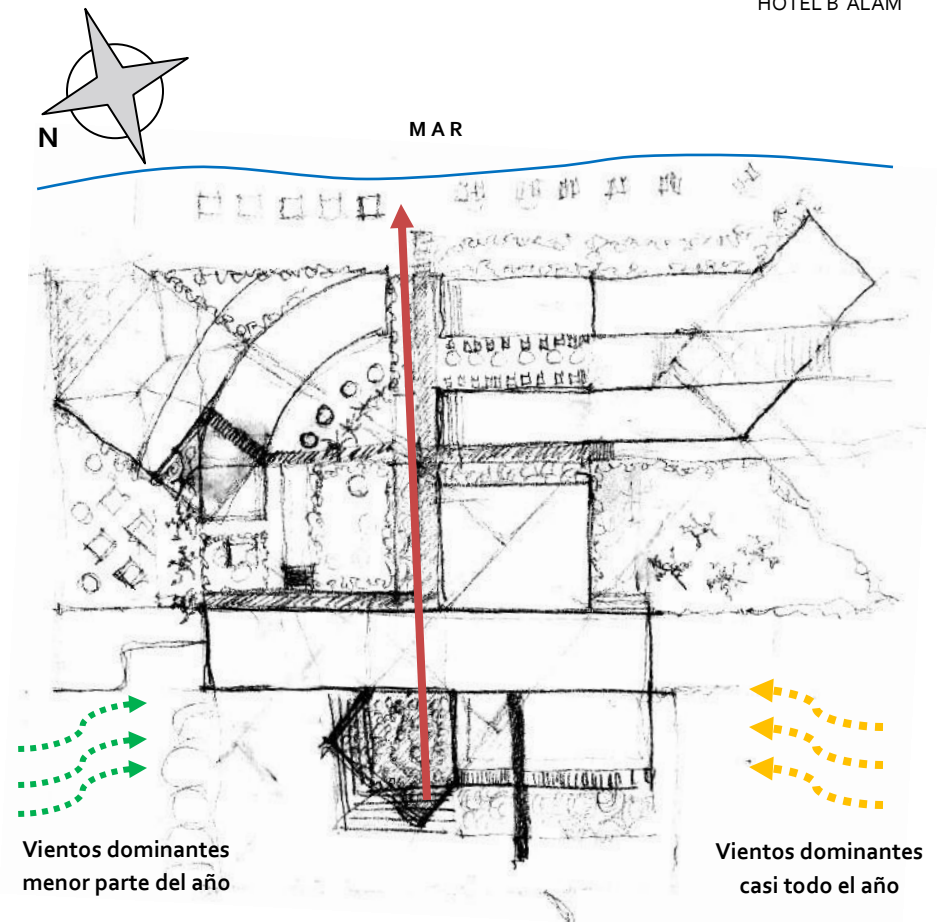 HOTEL B´ALAM
N
MAR
Vientos dominantes
menor parte del año
Vientos dominantes
casi todo el año